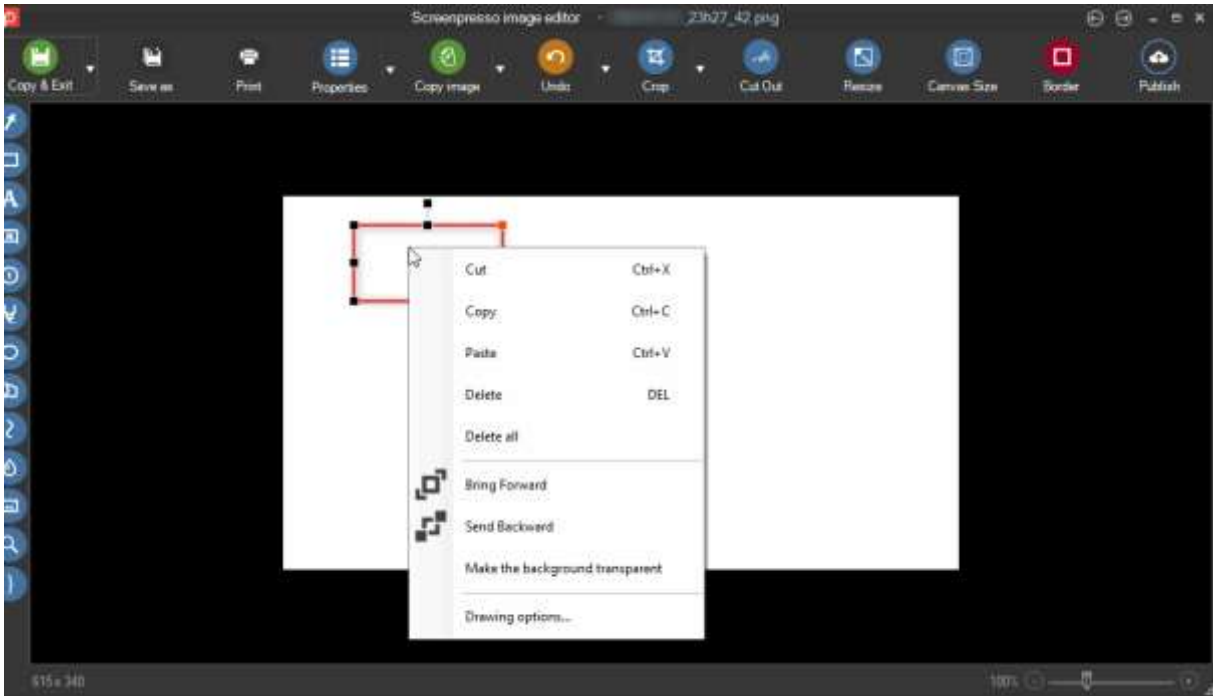 Screenpresso image editor - 23h27_42.png
Copy & Exit
Save as
Print
Properties
Copy image
Undo
Crop
Cut Out
Resize
Canvas Size
Border
Publish
A
Cut Ctrl+X
Copy Ctrl+C
Paste Ctrl+V
Delete DEL
Delete all
Bring Forward
Send Backward
Make the background transparent
Drawing options...
615 x 340
100%